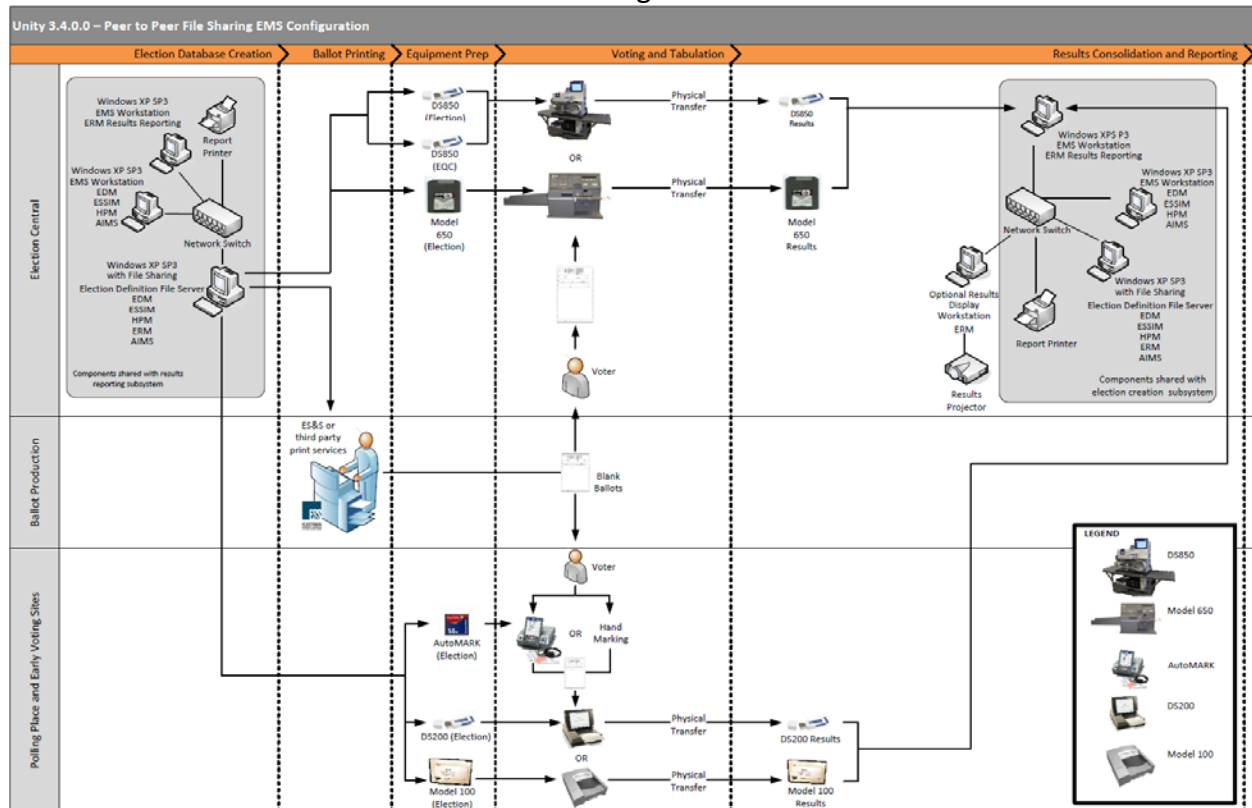 Unity 3.4.0.0 – Peer to Peer File Sharing EMS Configuration
Election Database Creation
Ballot Printing
Equipment Prep
Voting and Tabulation
Results Consolidation and Reporting
Election Central
Windows XP SP3
EMS Workstation
ERM Results Reporting
Report
Printer
Windows XP SP3
EMS Workstation
EDM
ESSIM
HPM
AIMS
Network Switch
Windows XP SP3
with File Sharing
Election Definition File Server
EDM
ESSIM
HPM
ERM
AIMS
Components shared with results
reporting subsystem
DS850
(Election)
DS850
(EQC)
Model
650
(Election)
OR
Physical
Transfer
Physical
Transfer
DS850
Results
Model
650
Results
Voter
Windows XPS P3
EMS Workstation
ERM Results Reporting
Windows XP SP3
EMS Workstation
EDM
ESSIM
HPM
AIMS
Network Switch
Windows XP SP3
with File Sharing
Election Definition File Server
EDM
ESSIM
HPM
ERM
AIMS
Optional Results
Display
Workstation
ERM
Report Printer
Results
Projector
Components shared with
election creation subsystem
Ballot Production
ES&S or
third party
print services
Blank
Ballots
Polling Place and Early Voting Sites
Voter
AutoMARK
(Election)
OR
Hand
Marking
DS200 (Election)
Physical
Transfer
DS200 Results
OR
Model 100
(Election)
Physical
Transfer
Model 100
Results
LEGEND
DS850
Model 650
AutoMARK
DS200
Model 100